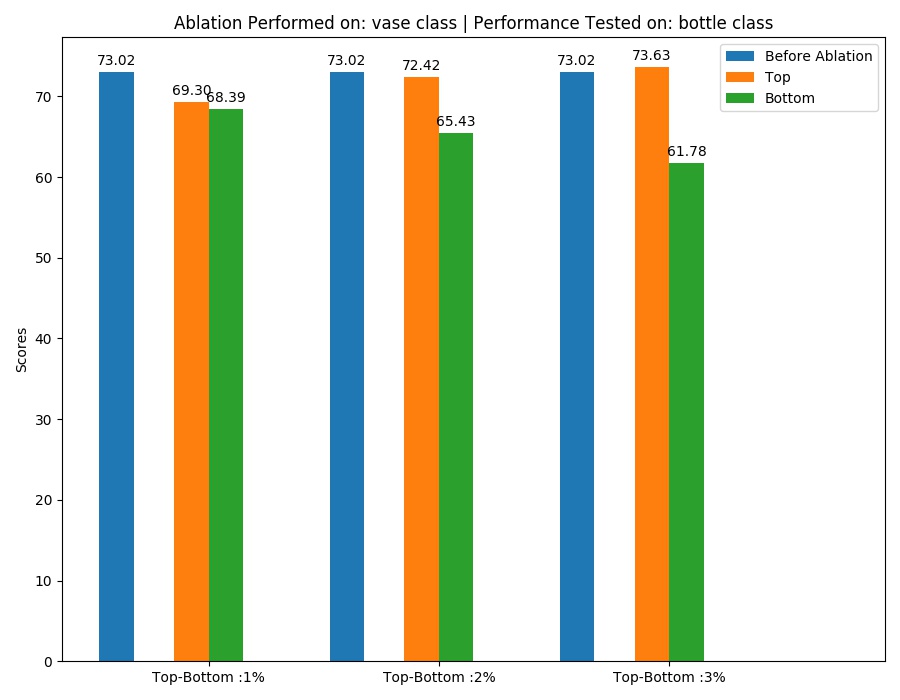 Ablation Performed on: vase class | Performance Tested on: bottle class
Before Ablation
Top
Bottom
73.02
69.30
68.39
73.02
72.42
65.43
73.02
73.63
61.78
Scores
70
60
50
40
30
20
10
0
Top-Bottom :1%
Top-Bottom :2%
Top-Bottom :3%